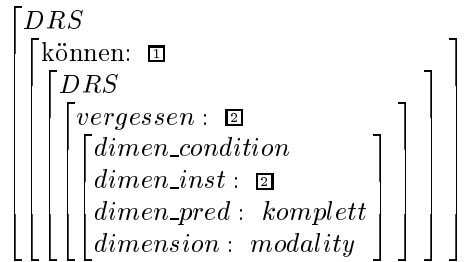 DRS
können: 1
DRS
vergessen : 2
dimen_condition
dimen_inst : 2
dimen_pred : komplett
dimension : modality